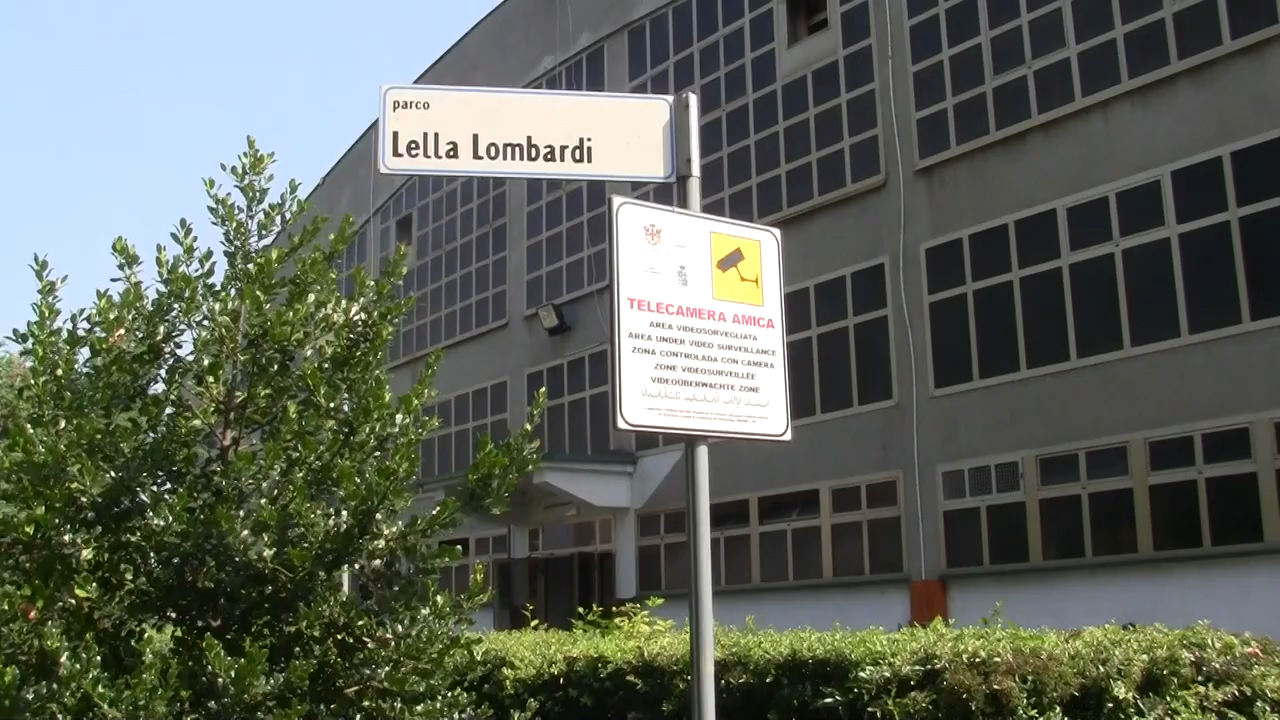 parco
Lella Lombardi
TELECAMERA AMICA
AREA VIDEOSORVEGLIATA
AREA UNDER VIDEO SURVEILLANCE
ZONA CONTROLADA CON CAMERA
ZONE VIDEOSURVEILLÉE
VIDEOÜBERWACHTE ZONE